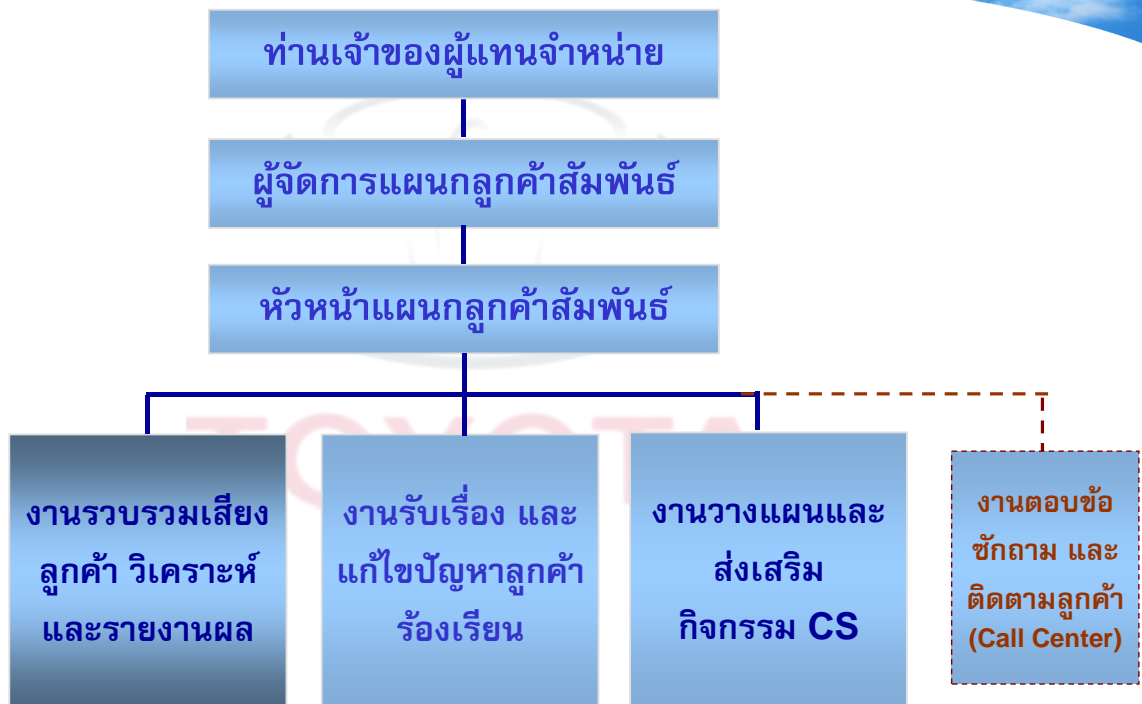 ท่านเจ้าของผู้แทนจำหน่าย
ผู้จัดการแผนกลูกค้าสัมพันธ์
หัวหน้าแผนกลูกค้าสัมพันธ์
TOYOTA
งานรวบรวมเสียง
ลูกค้า วิเคราะห์
และรายงานผล
งานรับเรื่อง และ
แก้ไขปัญหาลูกค้า
ร้องเรียน
งานวางแผนและ
ส่งเสริม
กิจกรรม CS
งานตอบข้อ
ซักถาม และ
ติดตามลูกค้า
(Call Center)